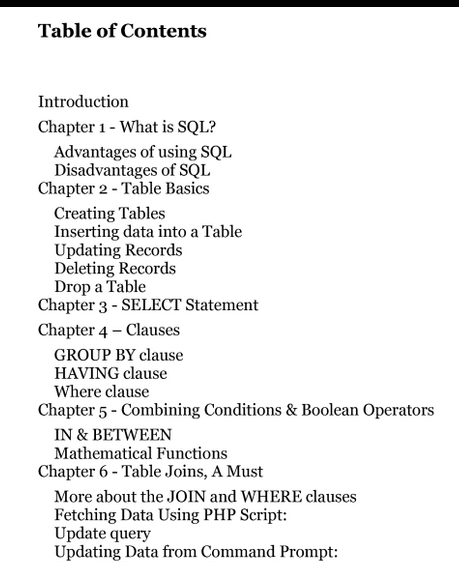 Table of Contents
Introduction
Chapter 1 - What is SQL?
Advantages of using SQL
Disadvantages of SQL
Chapter 2 - Table Basics
Creating Tables
Inserting data into a Table
Updating Records
Deleting Records
Drop a Table
Chapter 3 - SELECT Statement
Chapter 4 – Clauses
GROUP BY clause
HAVING clause
Where clause
Chapter 5 - Combining Conditions & Boolean Operators
IN & BETWEEN
Mathematical Functions
Chapter 6 - Table Joins, A Must
More about the JOIN and WHERE clauses
Fetching Data Using PHP Script:
Update query
Updating Data from Command Prompt: